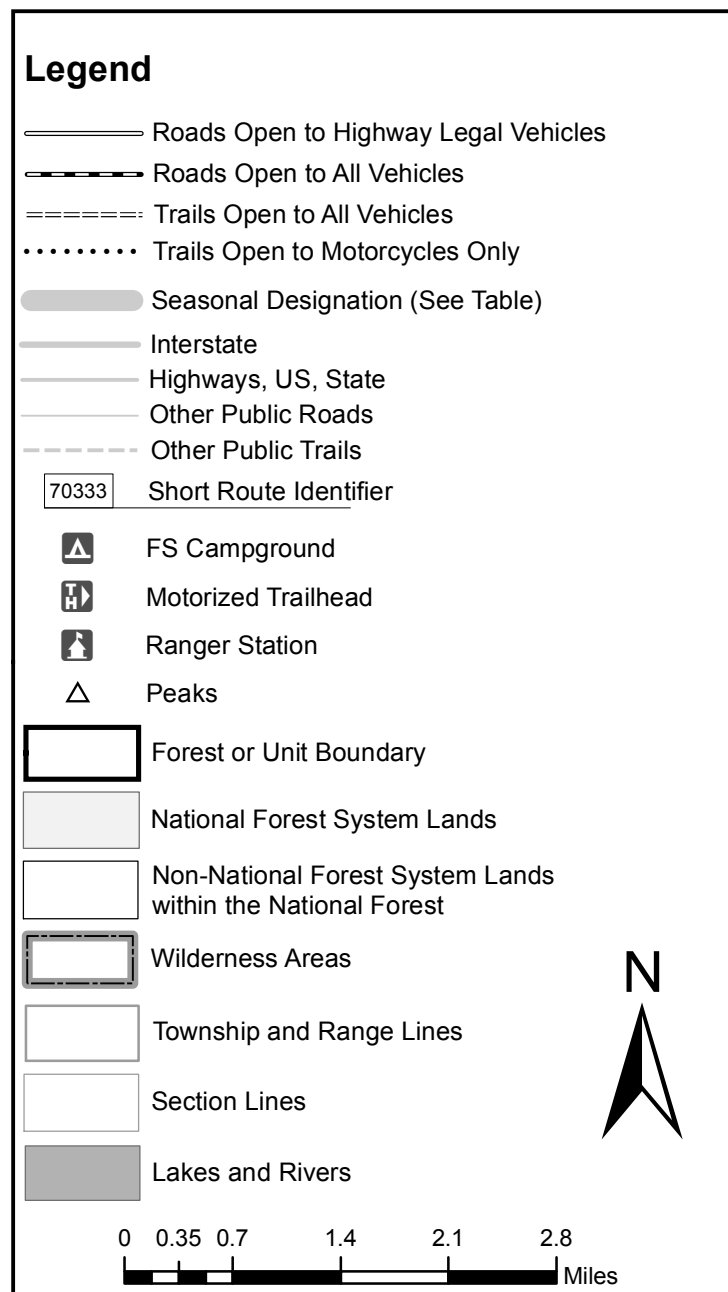 Legend
Roads Open to Highway Legal Vehicles
Roads Open to All Vehicles
Trails Open to All Vehicles
Trails Open to Motorcycles Only
Seasonal Designation (See Table)
Interstate
Highways, US, State
Other Public Roads
Other Public Trails
70333 Short Route Identifier
FS Campground
TH Motorized Trailhead
Ranger Station
Peaks
Forest or Unit Boundary
National Forest System Lands
Non-National Forest System Lands
within the National Forest
Wilderness Areas
N
Township and Range Lines
Section Lines
Lakes and Rivers
0 0.35 0.7 1.4 2.1 2.8
Miles